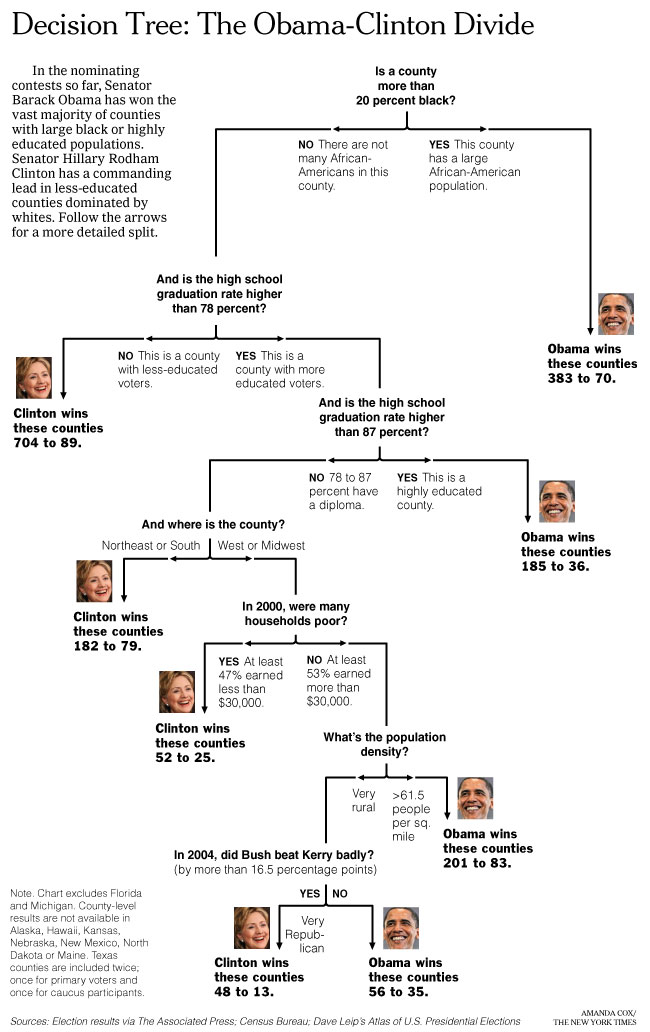 Decision Tree: The Obama-Clinton Divide
In the nominating
contests so far, Senator
Barack Obama has won the
vast majority of counties
with large black or highly
educated populations.
Senator Hillary Rodham
Clinton has a commanding
lead in less-educated
counties dominated by
whites. Follow the arrows
for a more detailed split.
Is a county
more than
20 percent black?
NO There are not
many African-
Americans in this
county.
YES This county
has a large
African-American
population.
And is the high school
graduation rate higher
than 78 percent?
Obama wins
these counties
383 to 70.
NO This is a county
with less-educated
voters.
YES This is a
county with more
educated voters.
Clinton wins
these counties
704 to 89.
And is the high school
graduation rate higher
than 87 percent?
NO 78 to 87
percent have
a diploma.
YES This is a
highly educated
county.
Obama wins
these counties
185 to 36.
And where is the county?
Northeast or South
West or Midwest
Clinton wins
these counties
182 to 79.
In 2000, were many
households poor?
YES At least
47% earned
less than
$30,000.
NO At least
53% earned
more than
$30,000.
Clinton wins
these counties
52 to 25.
What's the population
density?
Very
rural
>61.5
people
per sq.
mile
Obama wins
these counties
201 to 83.
In 2004, did Bush beat Kerry badly?
(by more than 16.5 percentage points)
YES
NO
Very
Repub-
lican
Clinton wins
these counties
48 to 13.
Obama wins
these counties
56 to 35.
Note. Chart excludes Florida
and Michigan. County-level
results are not available in
Alaska, Hawaii, Kansas,
Nebraska, New Mexico, North
Dakota or Maine. Texas
counties are included twice;
once for primary voters and
once for caucus participants.
Sources: Election results via The Associated Press; Census Bureau; Dave Leip's Atlas of U.S. Presidential Elections
AMANDA COX/
THE NEW YORK TIMES